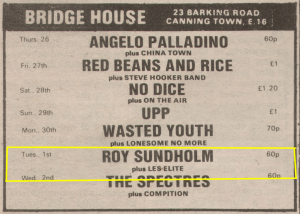 BRIDGE HOUSE
23 BARKING ROAD
CANNING TOWN, E.16
Thurs. 26 ANGELO PALLADINO 60p
plus CHINA TOWN
Fri. 27th. RED BEANS AND RICE £1
plus STEVE HOOKER BAND
Sat. 28th NO DICE £1.20
plus ON THE AIR
Sun. 29th UPP £1
Mon. 30th WASTED YOUTH 70p.
plus LONESOME NO MORE
Tues. 1st ROY SUNDHOLM 60p
plus LES-ELITE
Wed. 2nd THE SPECTRES 60p
plus COMPITION